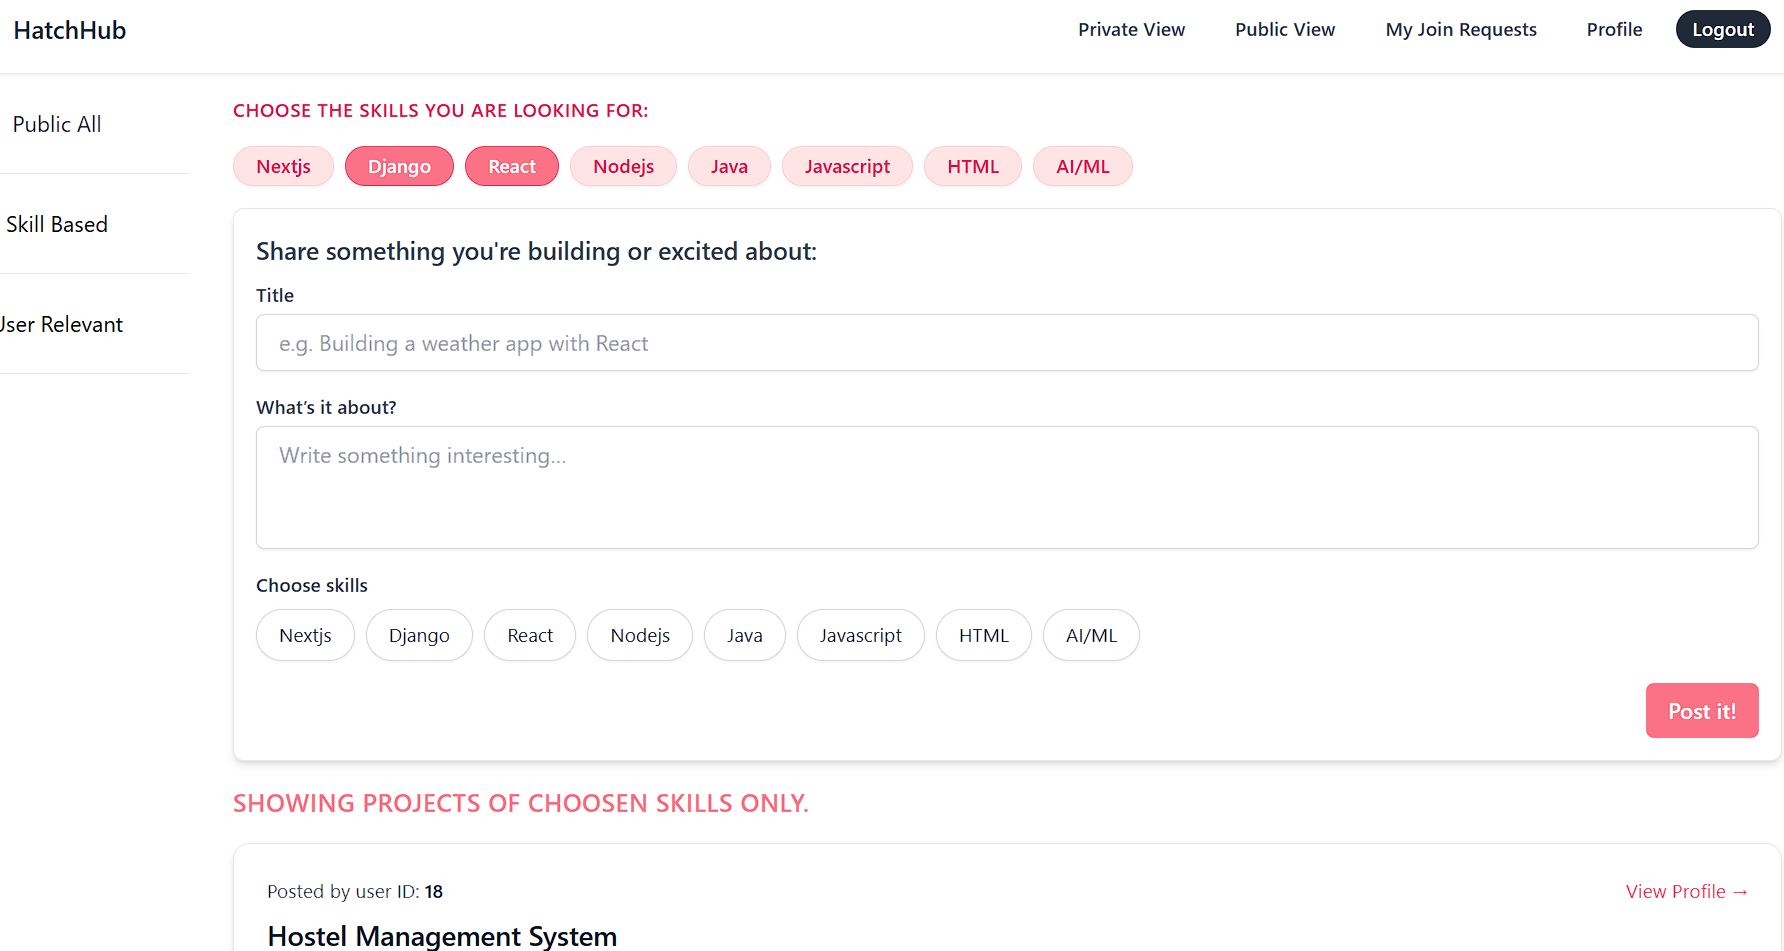 HatchHub
Private View Public View My Join Requests Profile Logout
Public All
Skill Based
User Relevant
CHOOSE THE SKILLS YOU ARE LOOKING FOR:
Nextjs Django React Nodejs Java Javascript HTML AI/ML
Share something you're building or excited about:
Title
e.g. Building a weather app with React
What’s it about?
Write something interesting...
Choose skills
Nextjs Django React Nodejs Java Javascript HTML AI/ML
Post it!
SHOWING PROJECTS OF CHOOSEN SKILLS ONLY.
Posted by user ID: 18
View Profile →
Hostel Management System